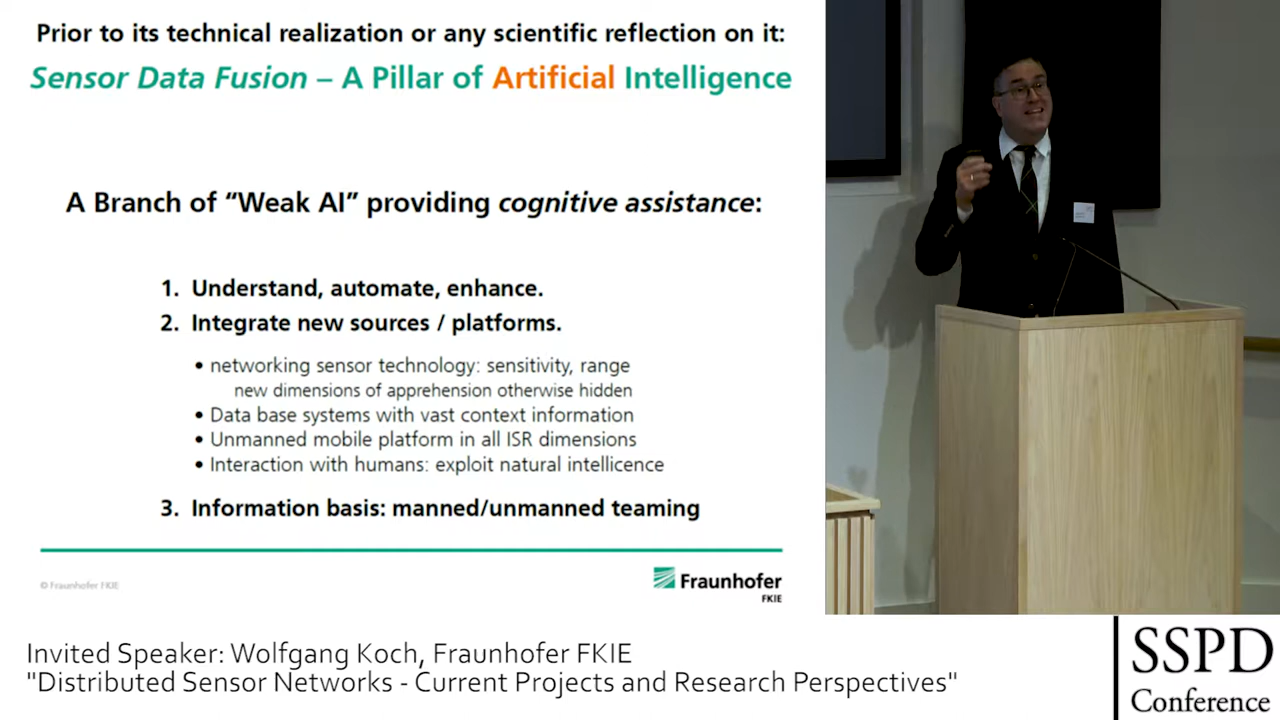 Prior to its technical realization or any scientific reflection on it:
Sensor Data Fusion – A Pillar of Artificial Intelligence
A Branch of “Weak AI” providing cognitive assistance:
1. Understand, automate, enhance.
2. Integrate new sources / platforms.
• networking sensor technology: sensitivity, range
new dimensions of apprehension otherwise hidden
• Data base systems with vast context information
• Unmanned mobile platform in all ISR dimensions
• Interaction with humans: exploit natural intellicence
3. Information basis: manned/unmanned teaming
© Fraunhofer FKIE
Fraunhofer
FKIE
Invited Speaker: Wolfgang Koch, Fraunhofer FKIE
"Distributed Sensor Networks - Current Projects and Research Perspectives"
SSPD
Conference